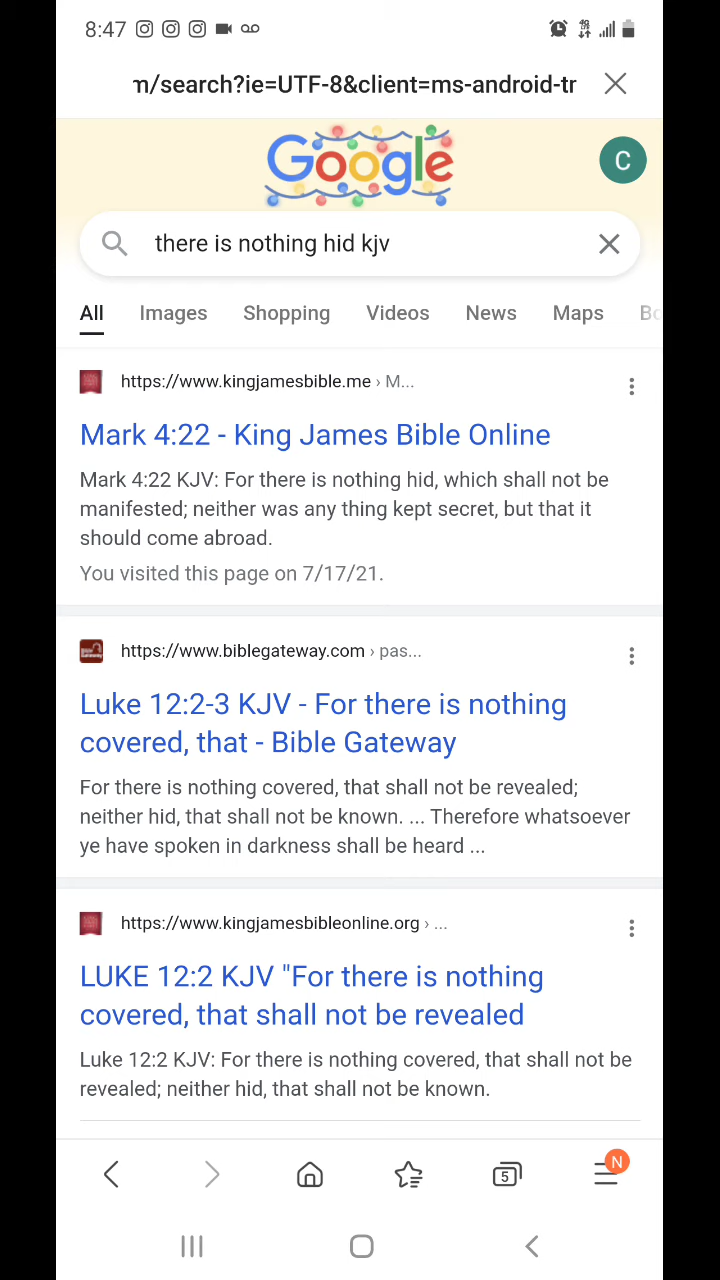 8:47
m/search?ie=UTF-8&client=ms-android-tr
Google
C
there is nothing hid kjv
All Images Shopping Videos News Maps Bo
https://www.kingjamesbible.me › M...
Mark 4:22 - King James Bible Online
Mark 4:22 KJV: For there is nothing hid, which shall not be
manifested; neither was any thing kept secret, but that it
should come abroad.
You visited this page on 7/17/21.
https://www.biblegateway.com › pas...
Luke 12:2-3 KJV - For there is nothing
covered, that - Bible Gateway
For there is nothing covered, that shall not be revealed;
neither hid, that shall not be known. ... Therefore whatsoever
ye have spoken in darkness shall be heard ...
https://www.kingjamesbibleonline.org › ...
LUKE 12:2 KJV "For there is nothing
covered, that shall not be revealed
Luke 12:2 KJV: For there is nothing covered, that shall not be
revealed; neither hid, that shall not be known.
5 N